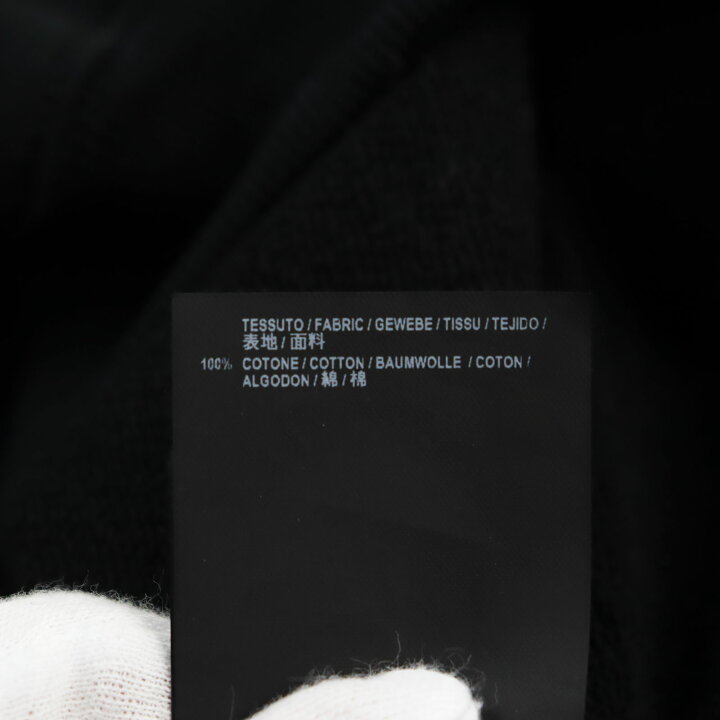 TESSUTO / FABRIC / GEWEBE / TISSU / TEJIDO /
表地 / 面料
100% COTONE / COTTON / BAUMWOLLE / COTON /
ALGODON / 綿 / 棉